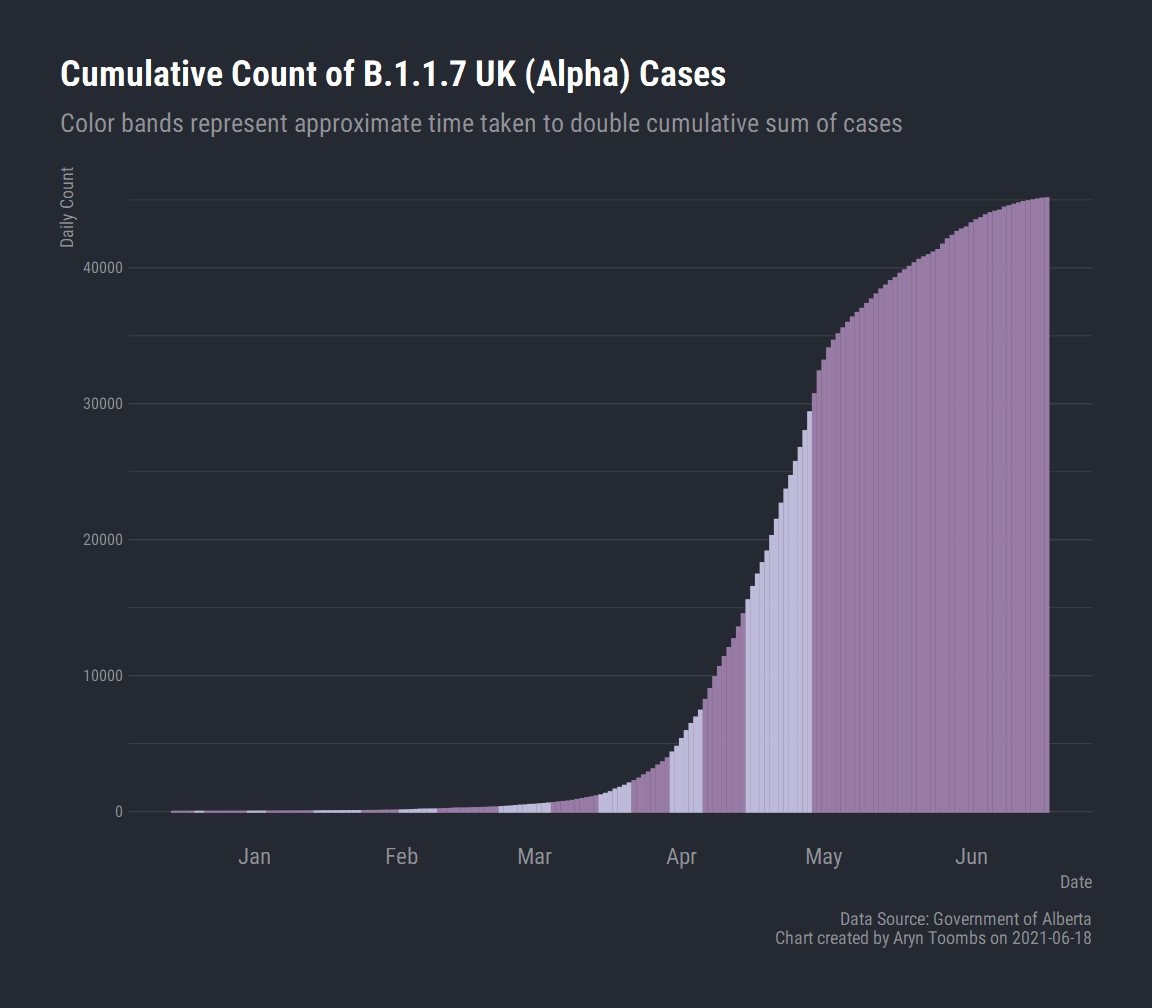 Cumulative Count of B.1.1.7 UK (Alpha) Cases
Color bands represent approximate time taken to double cumulative sum of cases
Daily Count
40000
30000
20000
10000
0
Jan Feb Mar Apr May Jun
Date
Data Source: Government of Alberta
Chart created by Aryn Toombs on 2021-06-18